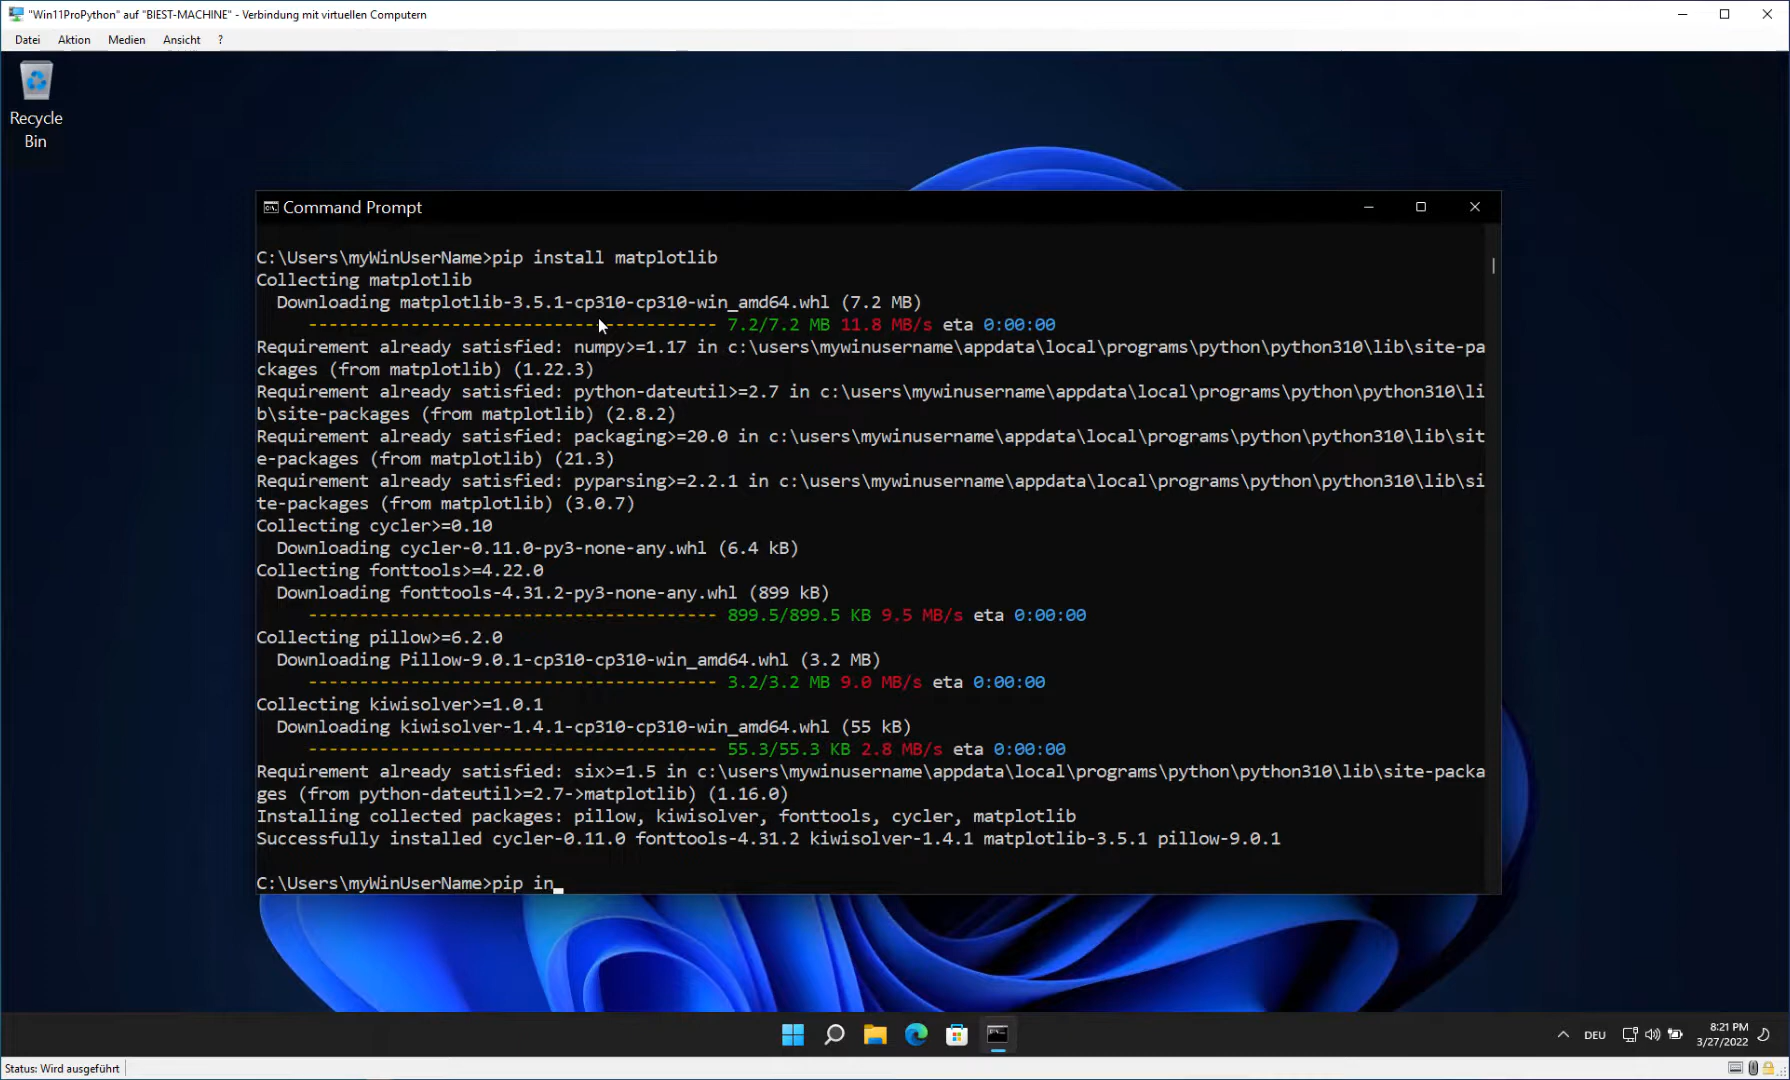 "Win11ProPython" auf "BIEST-MACHINE" - Verbindung mit virtuellen Computern
Datei Aktion Medien Ansicht ?
Recycle
Bin
Command Prompt
C:\Users\myWinUserName>pip install matplotlib
Collecting matplotlib
  Downloading matplotlib-3.5.1-cp310-cp310-win_amd64.whl (7.2 MB)
     ---------------------------------------- 7.2/7.2 MB 11.8 MB/s eta 0:00:00
Requirement already satisfied: numpy>=1.17 in c:\users\mywinusername\appdata\local\programs\python\python310\lib\site-pa
ckages (from matplotlib) (1.22.3)
Requirement already satisfied: python-dateutil>=2.7 in c:\users\mywinusername\appdata\local\programs\python\python310\li
b\site-packages (from matplotlib) (2.8.2)
Requirement already satisfied: packaging>=20.0 in c:\users\mywinusername\appdata\local\programs\python\python310\lib\sit
e-packages (from matplotlib) (21.3)
Requirement already satisfied: pyparsing>=2.2.1 in c:\users\mywinusername\appdata\local\programs\python\python310\lib\si
te-packages (from matplotlib) (3.0.7)
Collecting cycler>=0.10
  Downloading cycler-0.11.0-py3-none-any.whl (6.4 kB)
Collecting fonttools>=4.22.0
  Downloading fonttools-4.31.2-py3-none-any.whl (899 kB)
     ---------------------------------------- 899.5/899.5 KB 9.5 MB/s eta 0:00:00
Collecting pillow>=6.2.0
  Downloading Pillow-9.0.1-cp310-cp310-win_amd64.whl (3.2 MB)
     ---------------------------------------- 3.2/3.2 MB 9.0 MB/s eta 0:00:00
Collecting kiwisolver>=1.0.1
  Downloading kiwisolver-1.4.1-cp310-cp310-win_amd64.whl (55 kB)
     ---------------------------------------- 55.3/55.3 KB 2.8 MB/s eta 0:00:00
Requirement already satisfied: six>=1.5 in c:\users\mywinusername\appdata\local\programs\python\python310\lib\site-packa
ges (from python-dateutil>=2.7->matplotlib) (1.16.0)
Installing collected packages: pillow, kiwisolver, fonttools, cycler, matplotlib
Successfully installed cycler-0.11.0 fonttools-4.31.2 kiwisolver-1.4.1 matplotlib-3.5.1 pillow-9.0.1
C:\Users\myWinUserName>pip in_
DEU
8:21 PM
3/27/2022
Status: Wird ausgeführt